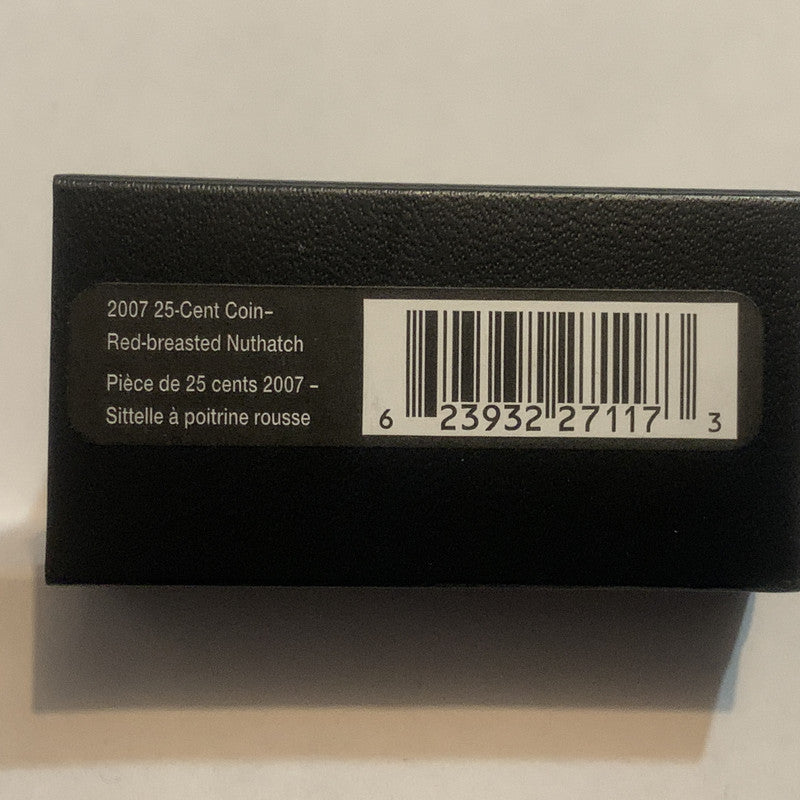 2007 25-Cent Coin–
Red-breasted Nuthatch
Pièce de 25 cents 2007 –
Sittelle à poitrine rousse
6 23932 27117 3